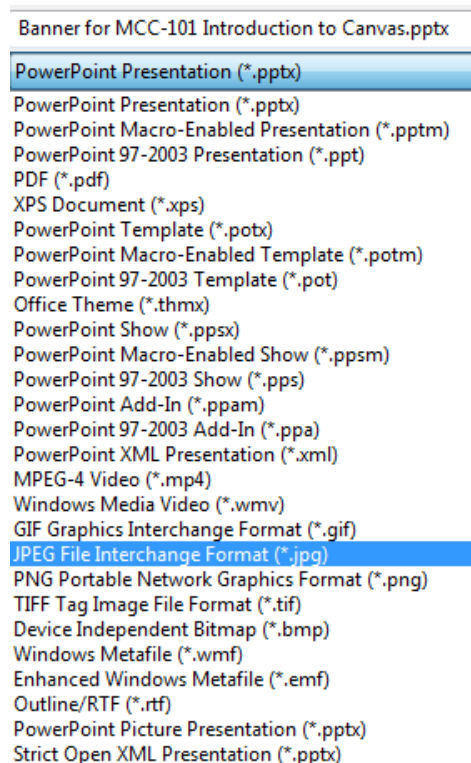 Banner for MCC-101 Introduction to Canvas.pptx
PowerPoint Presentation (*.pptx)
PowerPoint Presentation (*.pptx)
PowerPoint Macro-Enabled Presentation (*.pptm)
PowerPoint 97-2003 Presentation (*.ppt)
PDF (*.pdf)
XPS Document (*.xps)
PowerPoint Template (*.potx)
PowerPoint Macro-Enabled Template (*.potm)
PowerPoint 97-2003 Template (*.pot)
Office Theme (*.thmx)
PowerPoint Show (*.ppsx)
PowerPoint Macro-Enabled Show (*.ppsm)
PowerPoint 97-2003 Show (*.pps)
PowerPoint Add-In (*.ppam)
PowerPoint 97-2003 Add-In (*.ppa)
PowerPoint XML Presentation (*.xml)
MPEG-4 Video (*.mp4)
Windows Media Video (*.wmv)
GIF Graphics Interchange Format (*.gif)
JPEG File Interchange Format (*.jpg)
PNG Portable Network Graphics Format (*.png)
TIFF Tag Image File Format (*.tif)
Device Independent Bitmap (*.bmp)
Windows Metafile (*.wmf)
Enhanced Windows Metafile (*.emf)
Outline/RTF (*.rtf)
PowerPoint Picture Presentation (*.pptx)
Strict Open XML Presentation (*.pptx)